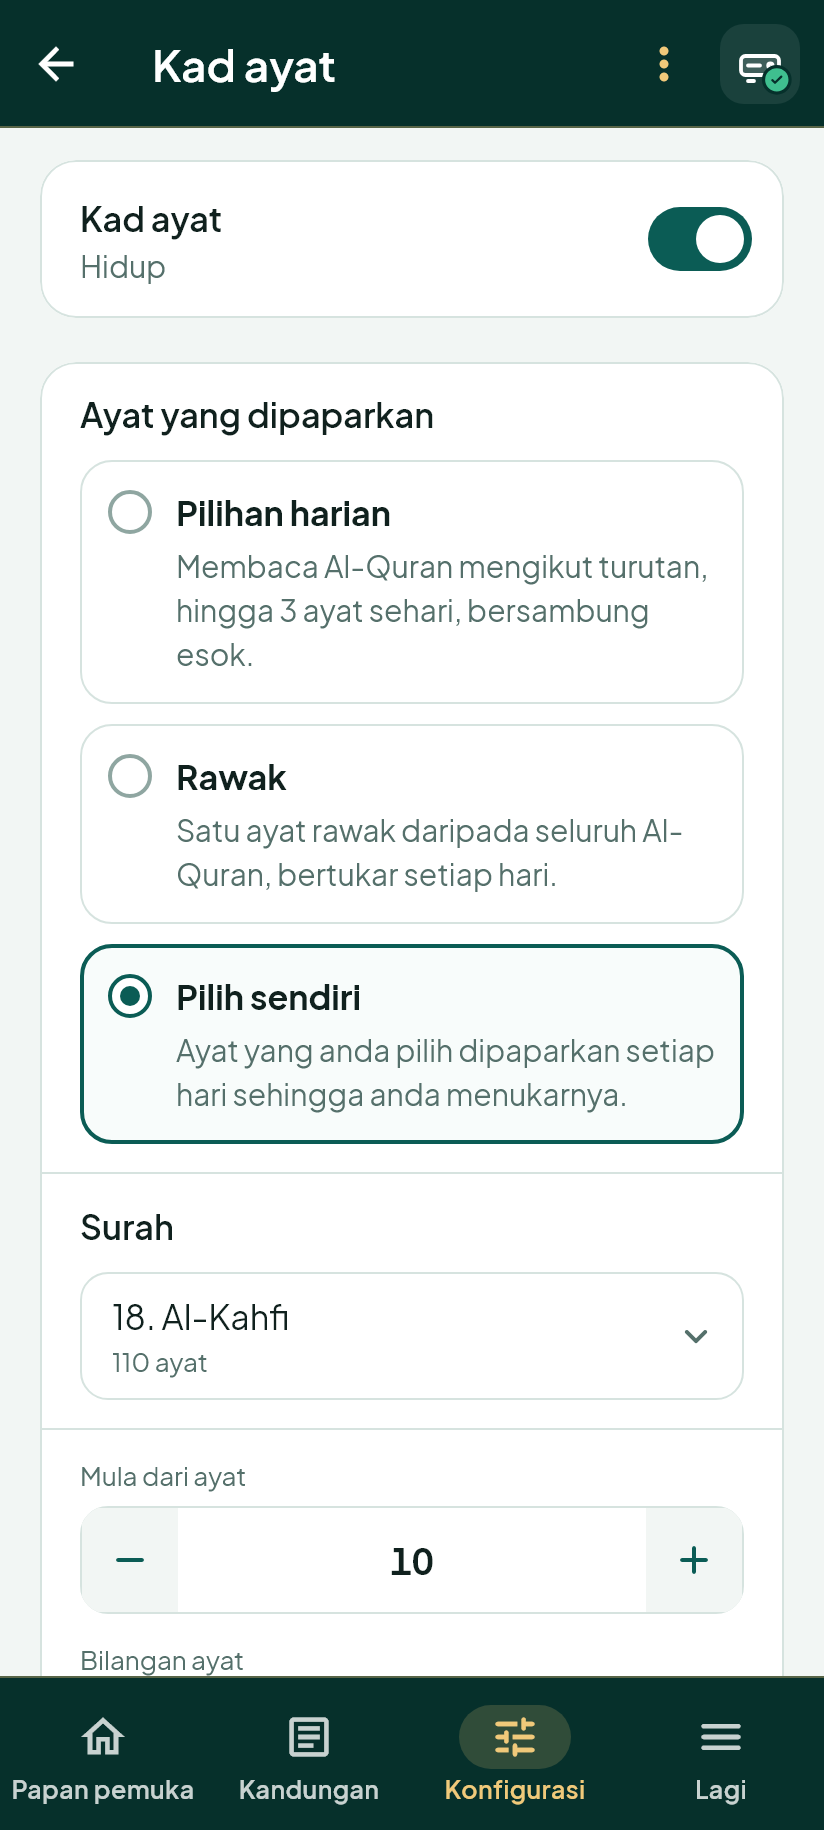 Kad ayat
Kad ayat
Hidup
Ayat yang dipaparkan
Pilihan harian
Membaca Al-Quran mengikut turutan,
hingga 3 ayat sehari, bersambung
esok.
Rawak
Satu ayat rawak daripada seluruh Al-
Quran, bertukar setiap hari.
Pilih sendiri
Ayat yang anda pilih dipaparkan setiap
hari sehingga anda menukarnya.
Surah
18. Al-Kahfi
110 ayat
Mula dari ayat
10
Bilangan ayat
Papan pemuka
Kandungan
Konfigurasi
Lagi